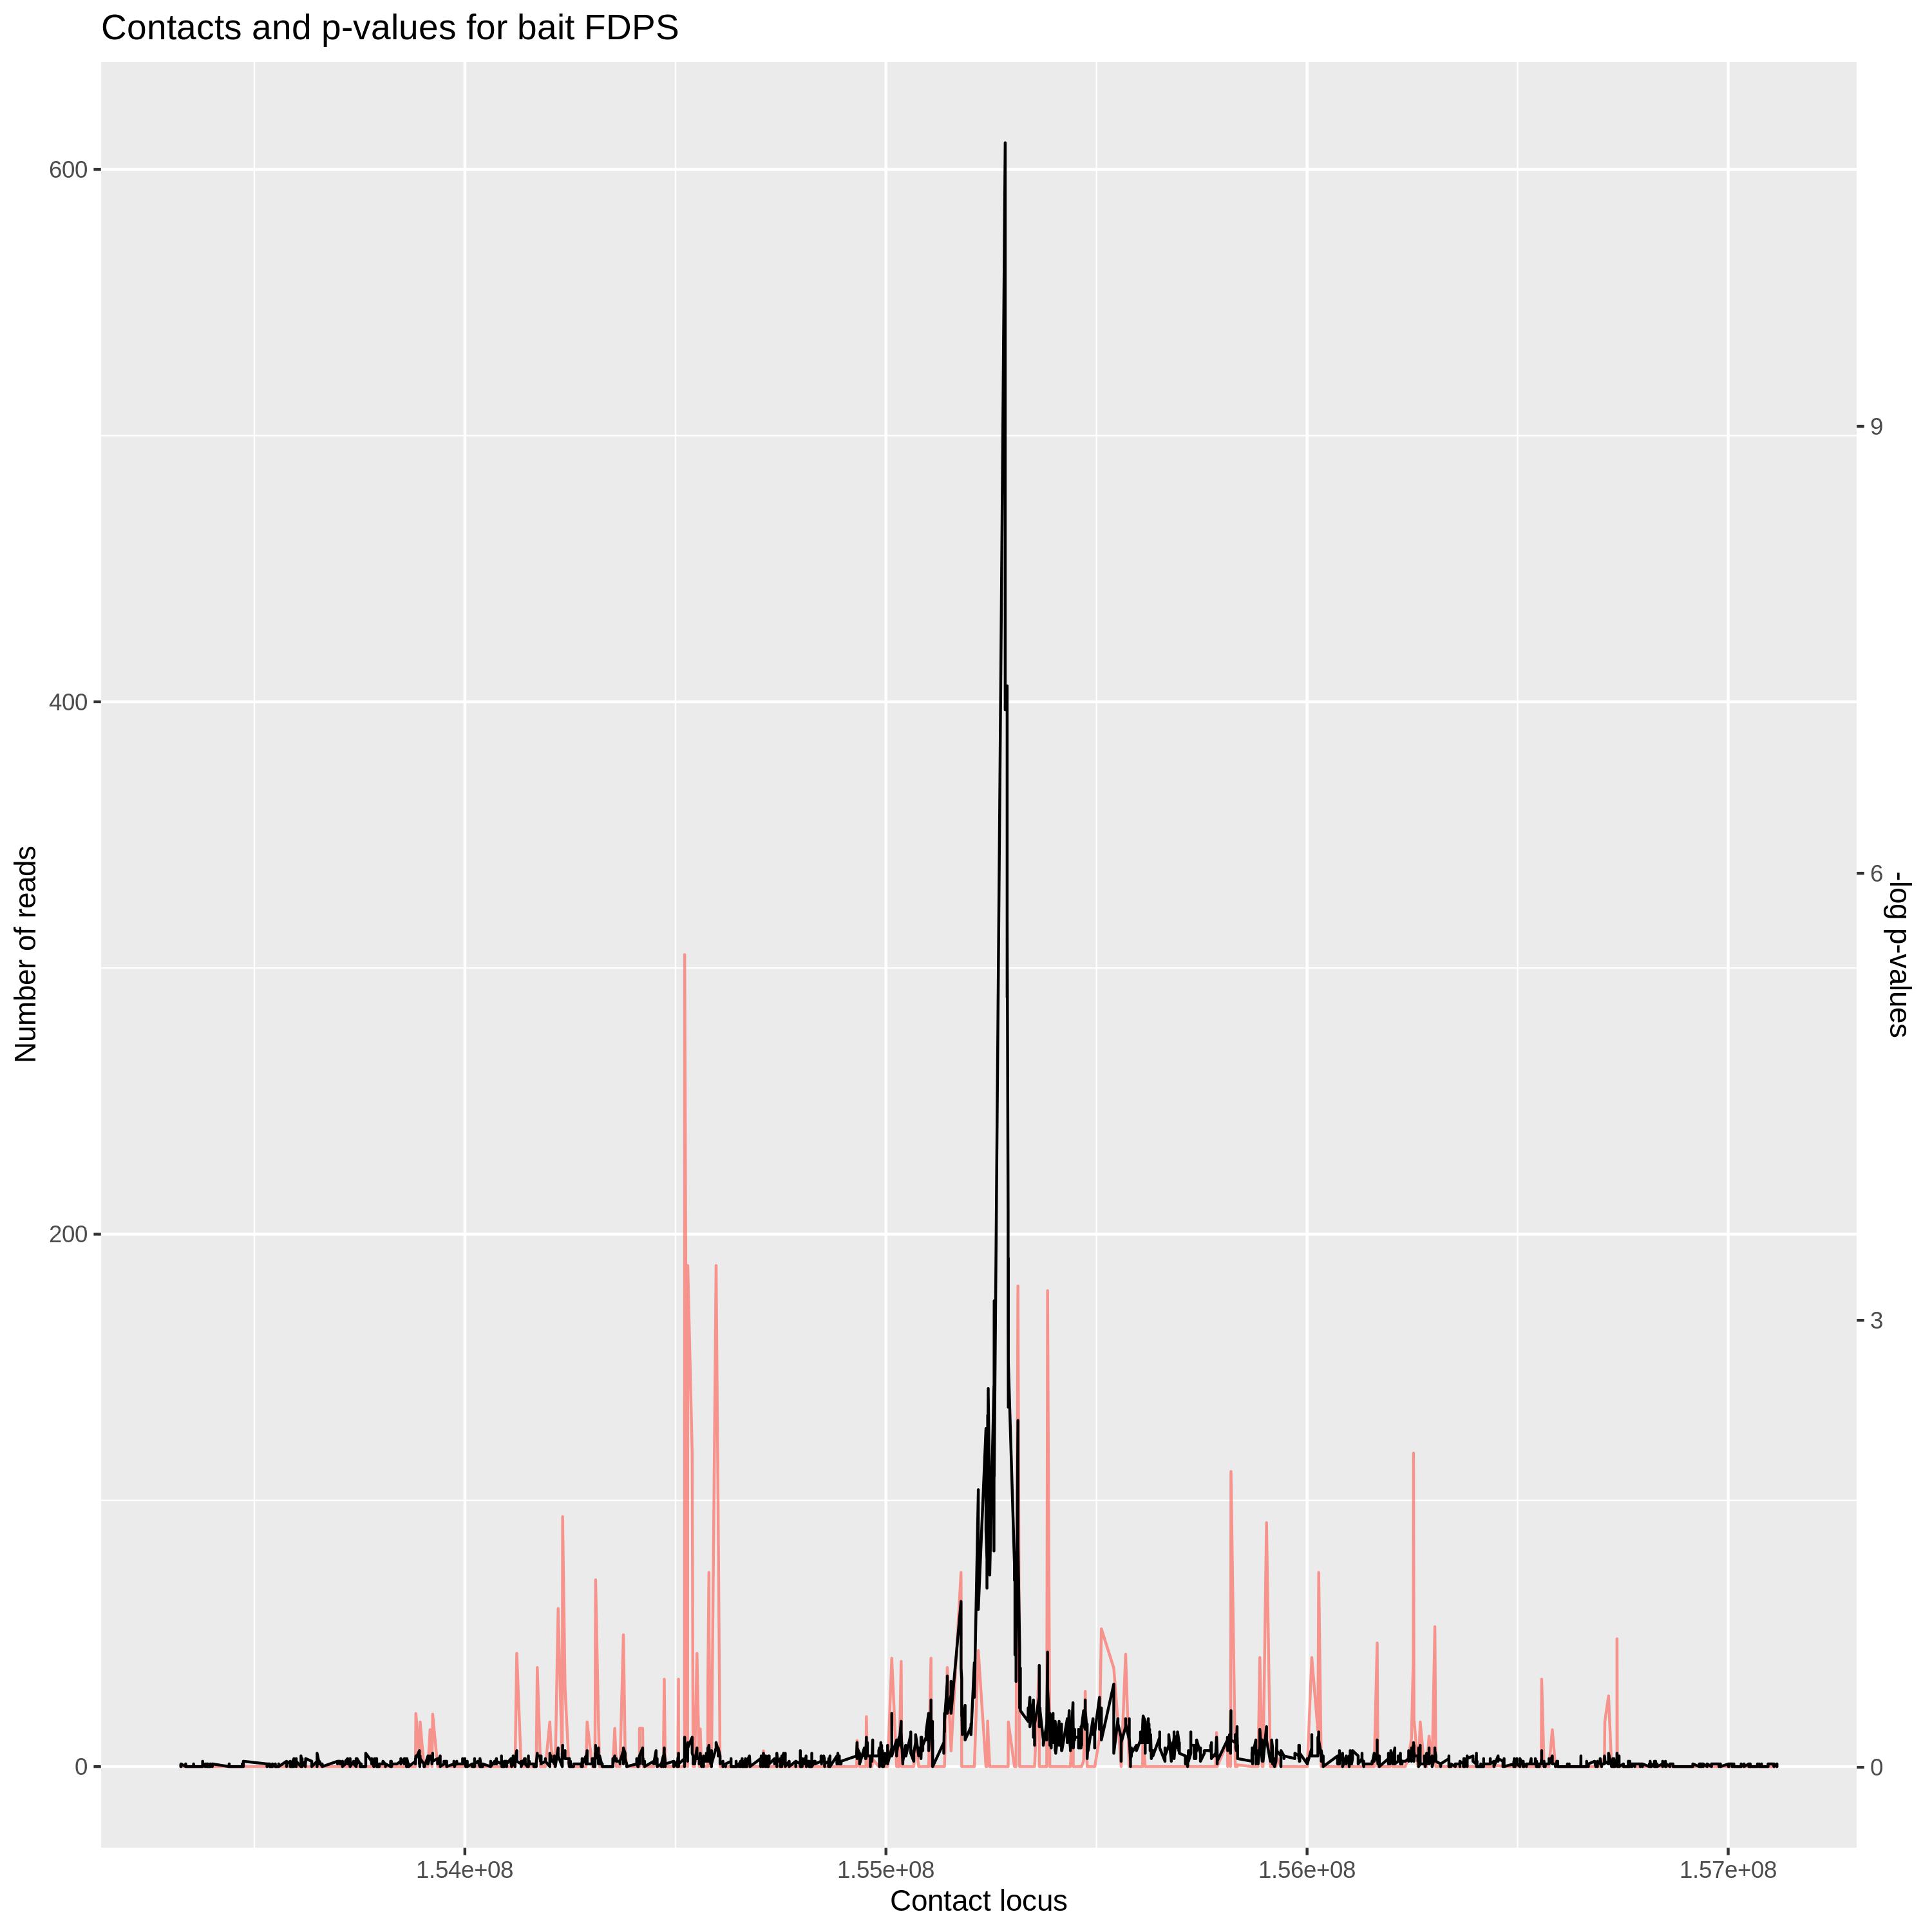 Contacts and p-values for bait FDPS
600
400
200
0
Number of reads
9
6
3
0
-log p-values
1.54e+08
1.55e+08
1.56e+08
1.57e+08
Contact locus